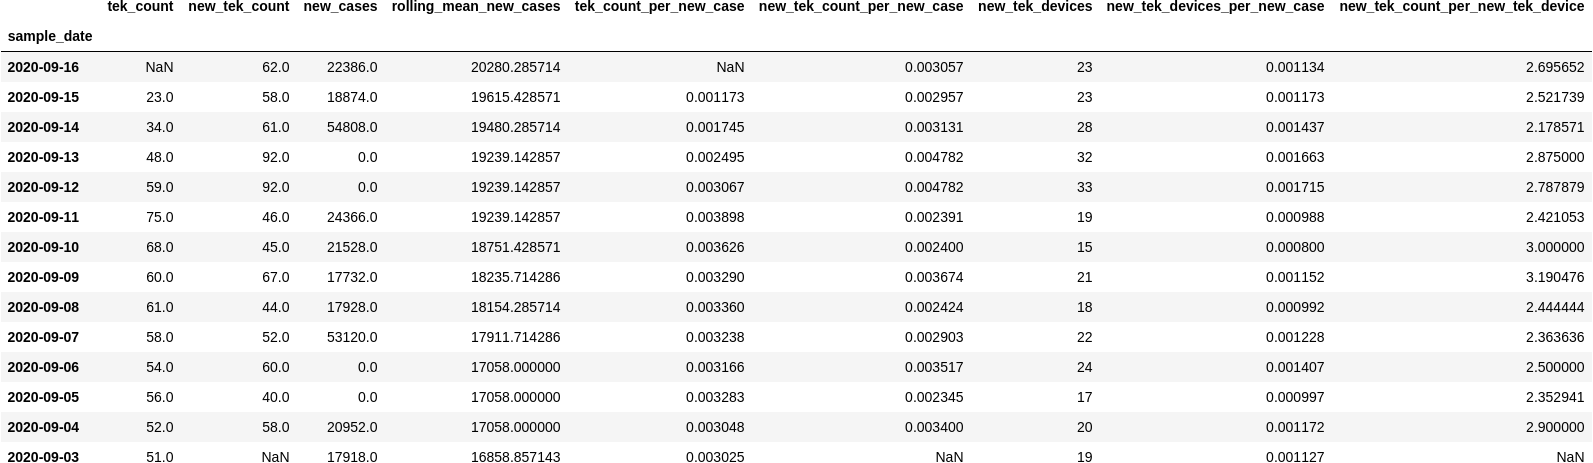 tek_count new_tek_count new_cases rolling_mean_new_cases tek_count_per_new_case new_tek_count_per_new_case new_tek_devices new_tek_devices_per_new_case new_tek_count_per_new_tek_device
sample_date
2020-09-16 NaN 62.0 22386.0 20280.285714 NaN 0.003057 23 0.001134 2.695652
2020-09-15 23.0 58.0 18874.0 19615.428571 0.001173 0.002957 23 0.001173 2.521739
2020-09-14 34.0 61.0 54808.0 19480.285714 0.001745 0.003131 28 0.001437 2.178571
2020-09-13 48.0 92.0 0.0 19239.142857 0.002495 0.004782 32 0.001663 2.875000
2020-09-12 59.0 92.0 0.0 19239.142857 0.003067 0.004782 33 0.001715 2.787879
2020-09-11 75.0 46.0 24366.0 19239.142857 0.003898 0.002391 19 0.000988 2.421053
2020-09-10 68.0 45.0 21528.0 18751.428571 0.003626 0.002400 15 0.000800 3.000000
2020-09-09 60.0 67.0 17732.0 18235.714286 0.003290 0.003674 21 0.001152 3.190476
2020-09-08 61.0 44.0 17928.0 18154.285714 0.003360 0.002424 18 0.000992 2.444444
2020-09-07 58.0 52.0 53120.0 17911.714286 0.003238 0.002903 22 0.001228 2.363636
2020-09-06 54.0 60.0 0.0 17058.000000 0.003166 0.003517 24 0.001407 2.500000
2020-09-05 56.0 40.0 0.0 17058.000000 0.003283 0.002345 17 0.000997 2.352941
2020-09-04 52.0 58.0 20952.0 17058.000000 0.003048 0.003400 20 0.001172 2.900000
2020-09-03 51.0 NaN 17918.0 16858.857143 0.003025 NaN 19 0.001127 NaN